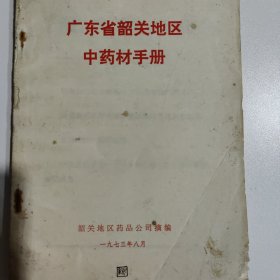 广东省韶关地区
中药材手册
韶关地区药品公司摘编
一九七三年八月